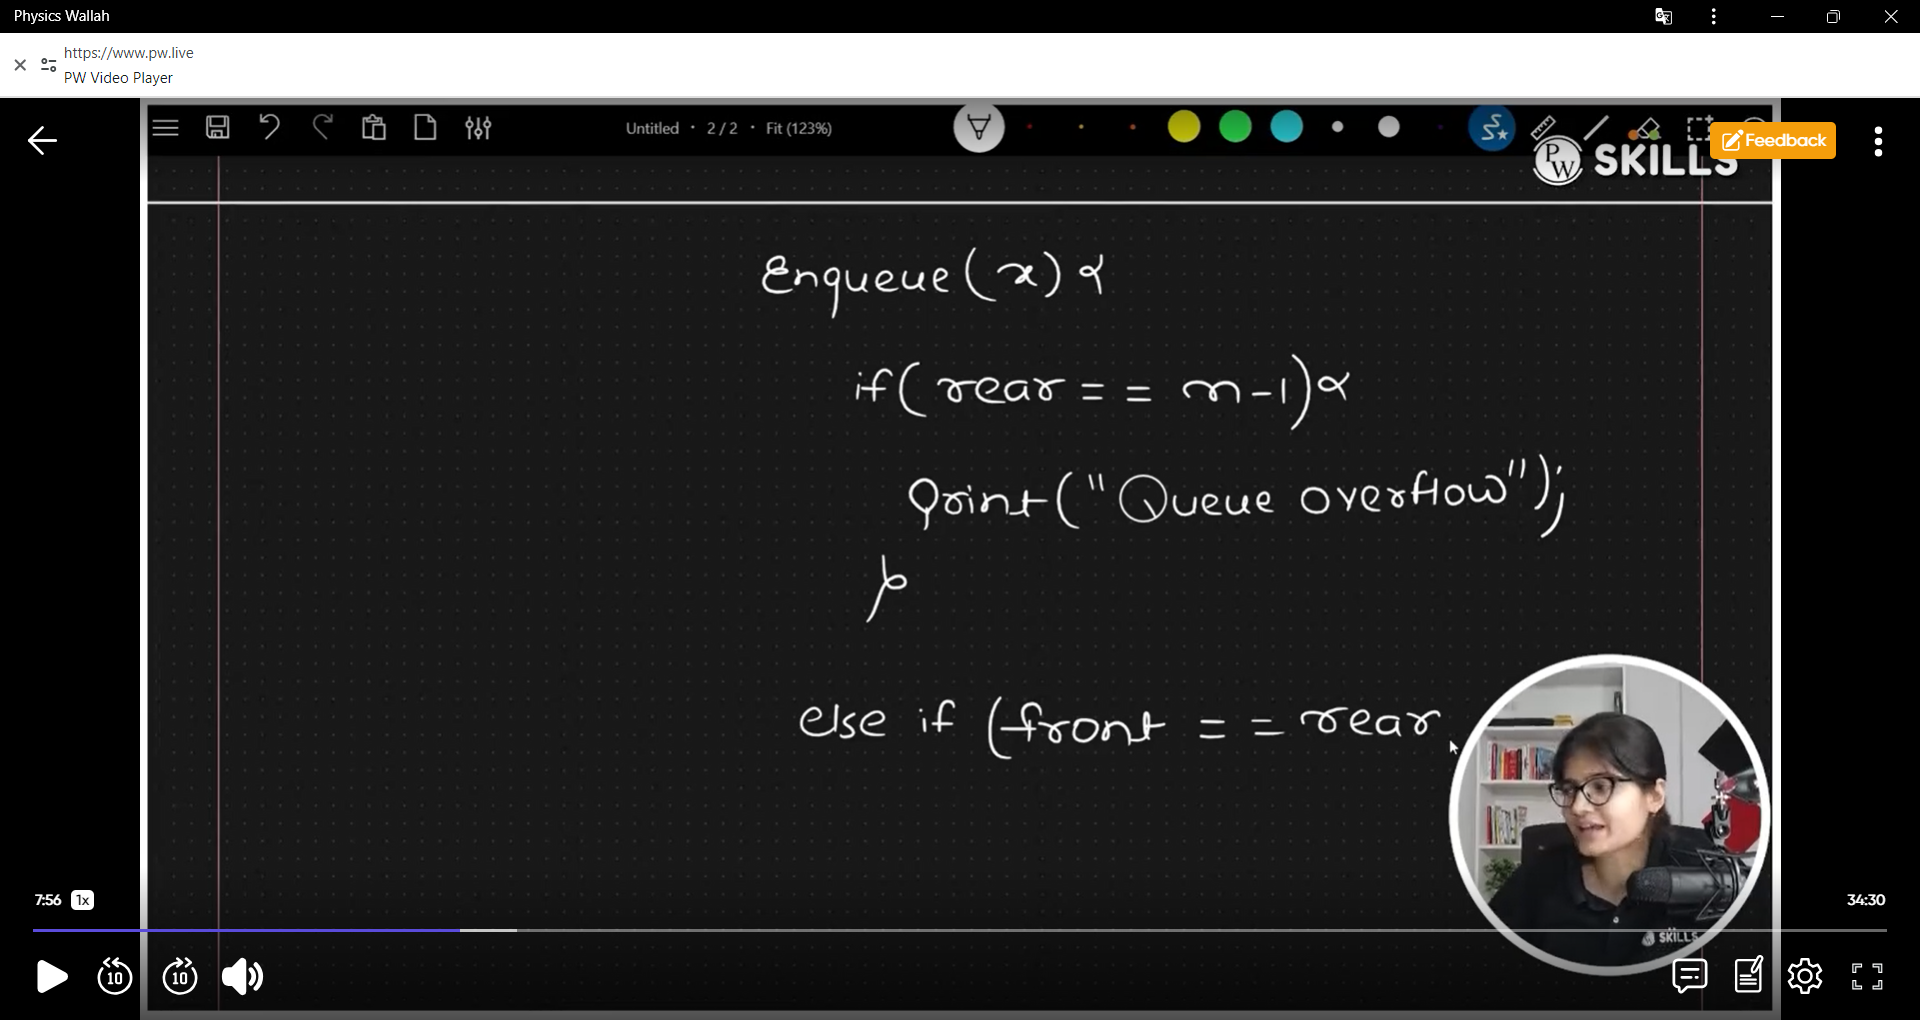 Physics Wallah
https://www.pw.live
PW Video Player
Untitled · 2/2 · Fit (123%)
Feedback
PW SKILLS
Enqueue(x) {
if( rear == n-1) {
Print("Queue overflow");
}
else if (front == rear
7:56 1x
34:30
SKILLS
10
10